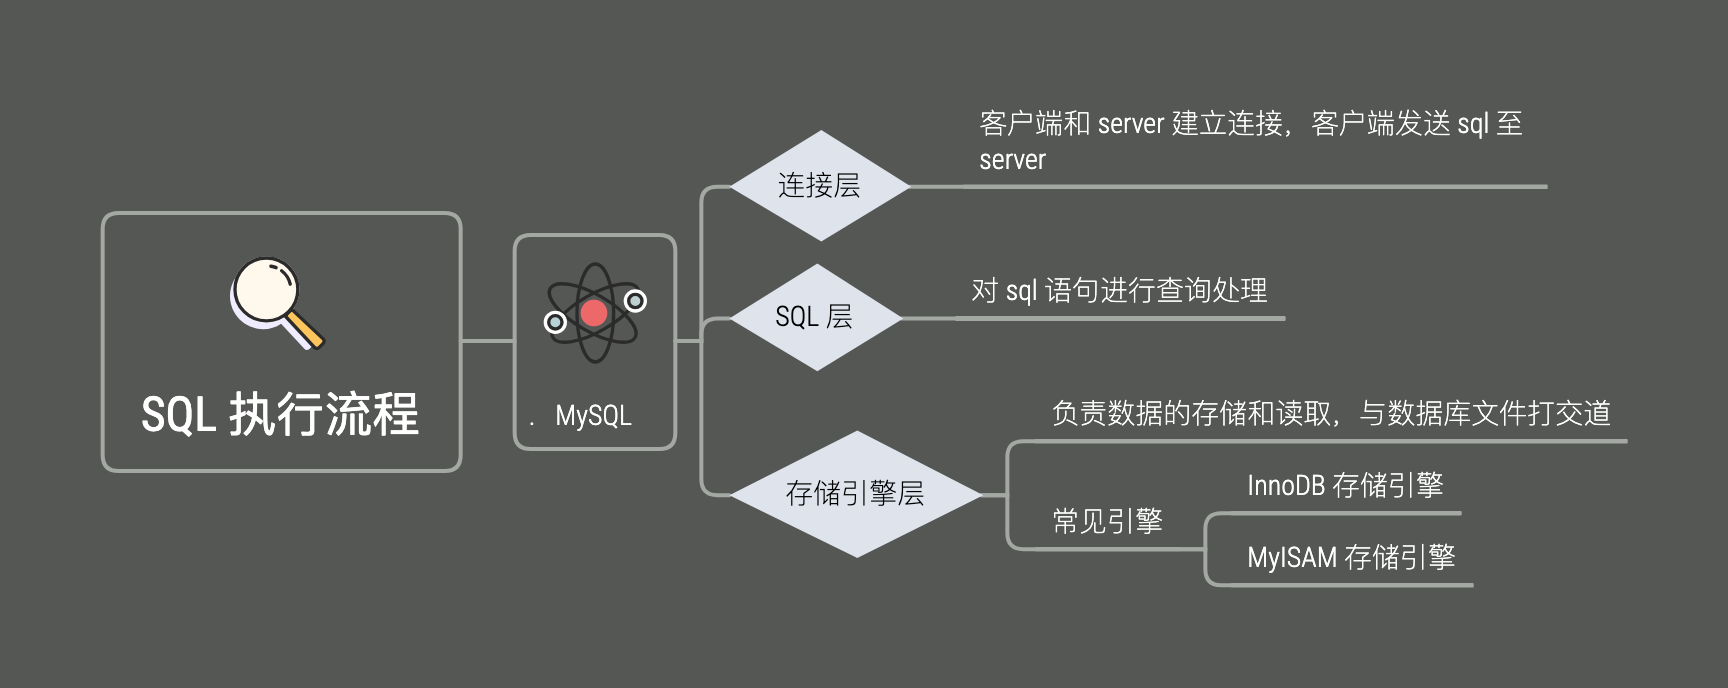 SQL 执行流程
. MySQL
连接层
客户端和 server 建立连接，客户端发送 sql 至
server
SQL 层
对 sql 语句进行查询处理
存储引擎层
负责数据的存储和读取，与数据库文件打交道
常见引擎
InnoDB 存储引擎
MyISAM 存储引擎